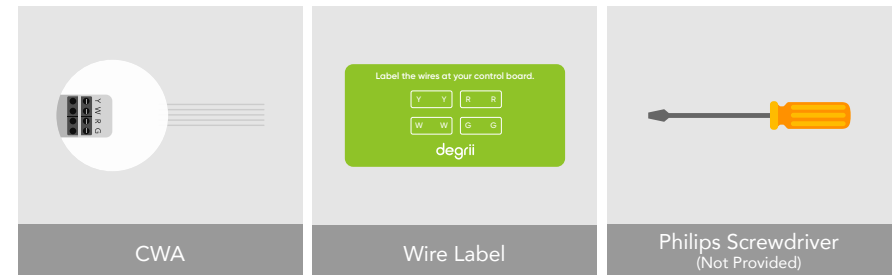 Y
W
R
G
CWA
Label the wires at your control board.
Y Y R R
W W G G
degrii
Wire Label
Philips Screwdriver
(Not Provided)